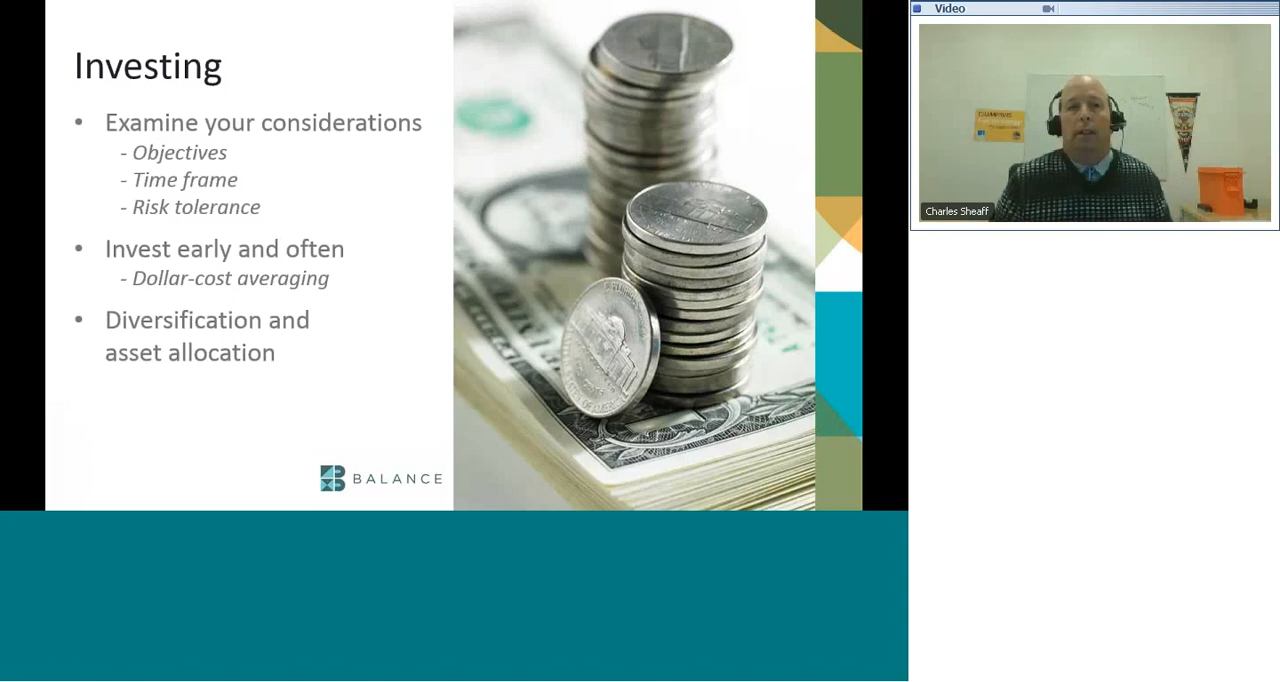 Investing
• Examine your considerations
- Objectives
- Time frame
- Risk tolerance
• Invest early and often
- Dollar-cost averaging
• Diversification and
asset allocation
BALANCE
Video
Charles Sheaff